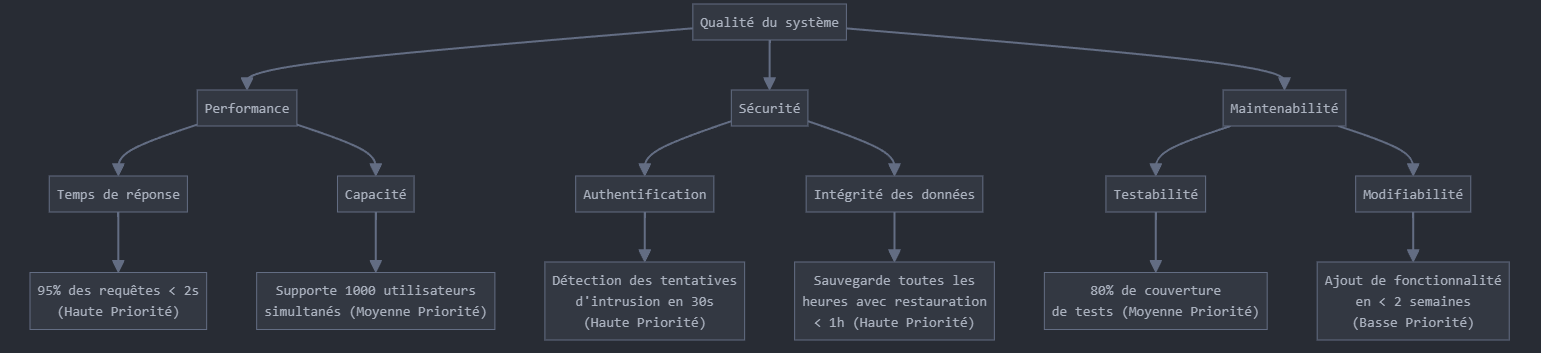 Qualité du système
Performance
Sécurité
Maintenabilité
Temps de réponse
Capacité
Authentification
Intégrité des données
Testabilité
Modifiabilité
95% des requêtes < 2s
(Haute Priorité)
Supporte 1000 utilisateurs
simultanés (Moyenne Priorité)
Détection des tentatives
d'intrusion en 30s
(Haute Priorité)
Sauvegarde toutes les
heures avec restauration
< 1h (Haute Priorité)
80% de couverture
de tests (Moyenne Priorité)
Ajout de fonctionnalité
en < 2 semaines
(Basse Priorité)